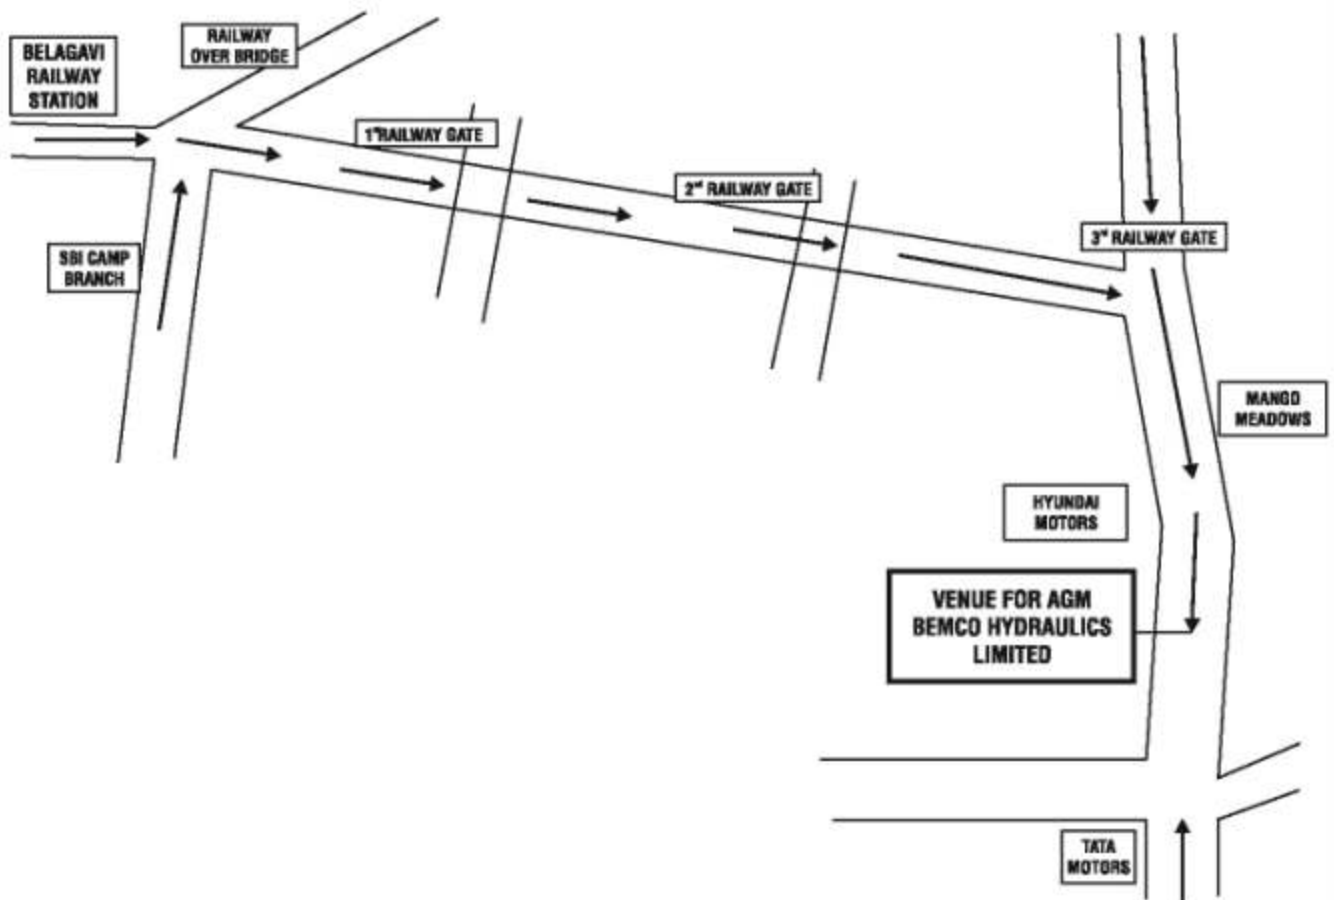 BELAGAVI
RAILWAY
STATION
RAILWAY
OVER BRIDGE
1st RAILWAY GATE
2nd RAILWAY GATE
3rd RAILWAY GATE
SBI CAMP
BRANCH
MANGO
MEADOWS
HYUNDAI
MOTORS
VENUE FOR AGM
BEMCO HYDRAULICS
LIMITED
TATA
MOTORS